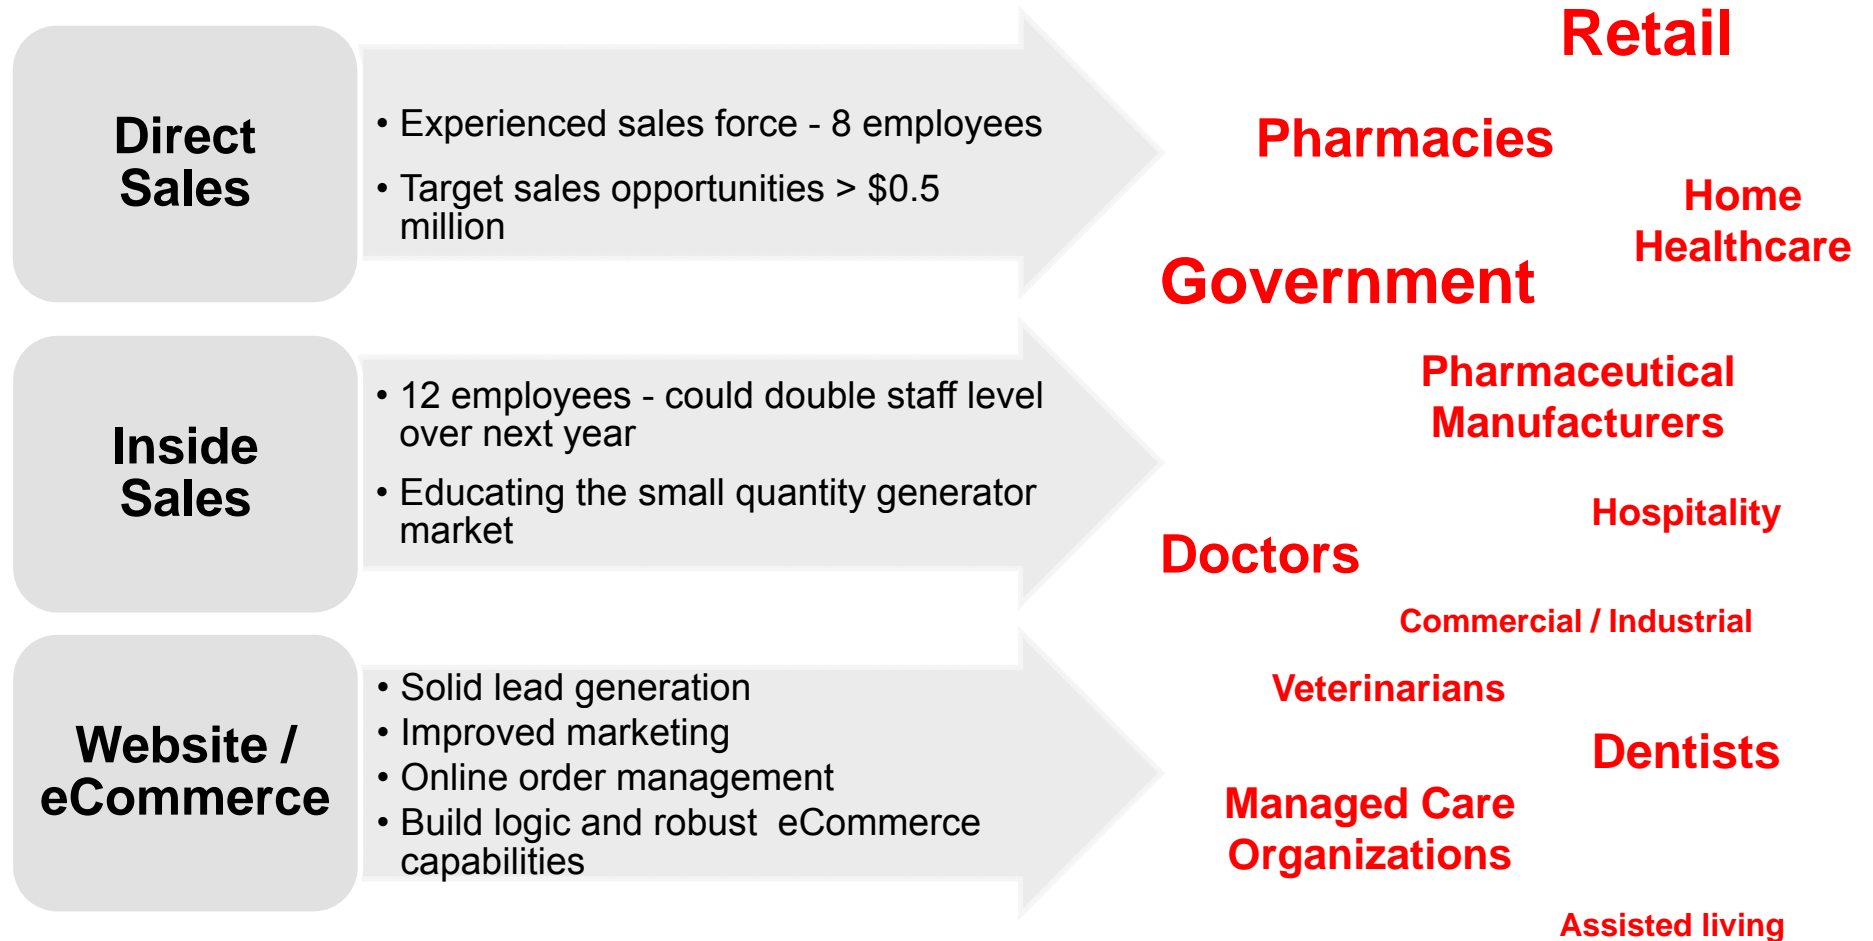 Direct
Sales
• Experienced sales force - 8 employees
• Target sales opportunities > $0.5
million
Inside
Sales
• 12 employees - could double staff level
over next year
• Educating the small quantity generator
market
Website /
eCommerce
• Solid lead generation
• Improved marketing
• Online order management
• Build logic and robust  eCommerce
capabilities
Retail
Pharmacies
Home
Healthcare
Government
Pharmaceutical
Manufacturers
Hospitality
Doctors
Commercial / Industrial
Veterinarians
Dentists
Managed Care
Organizations
Assisted living